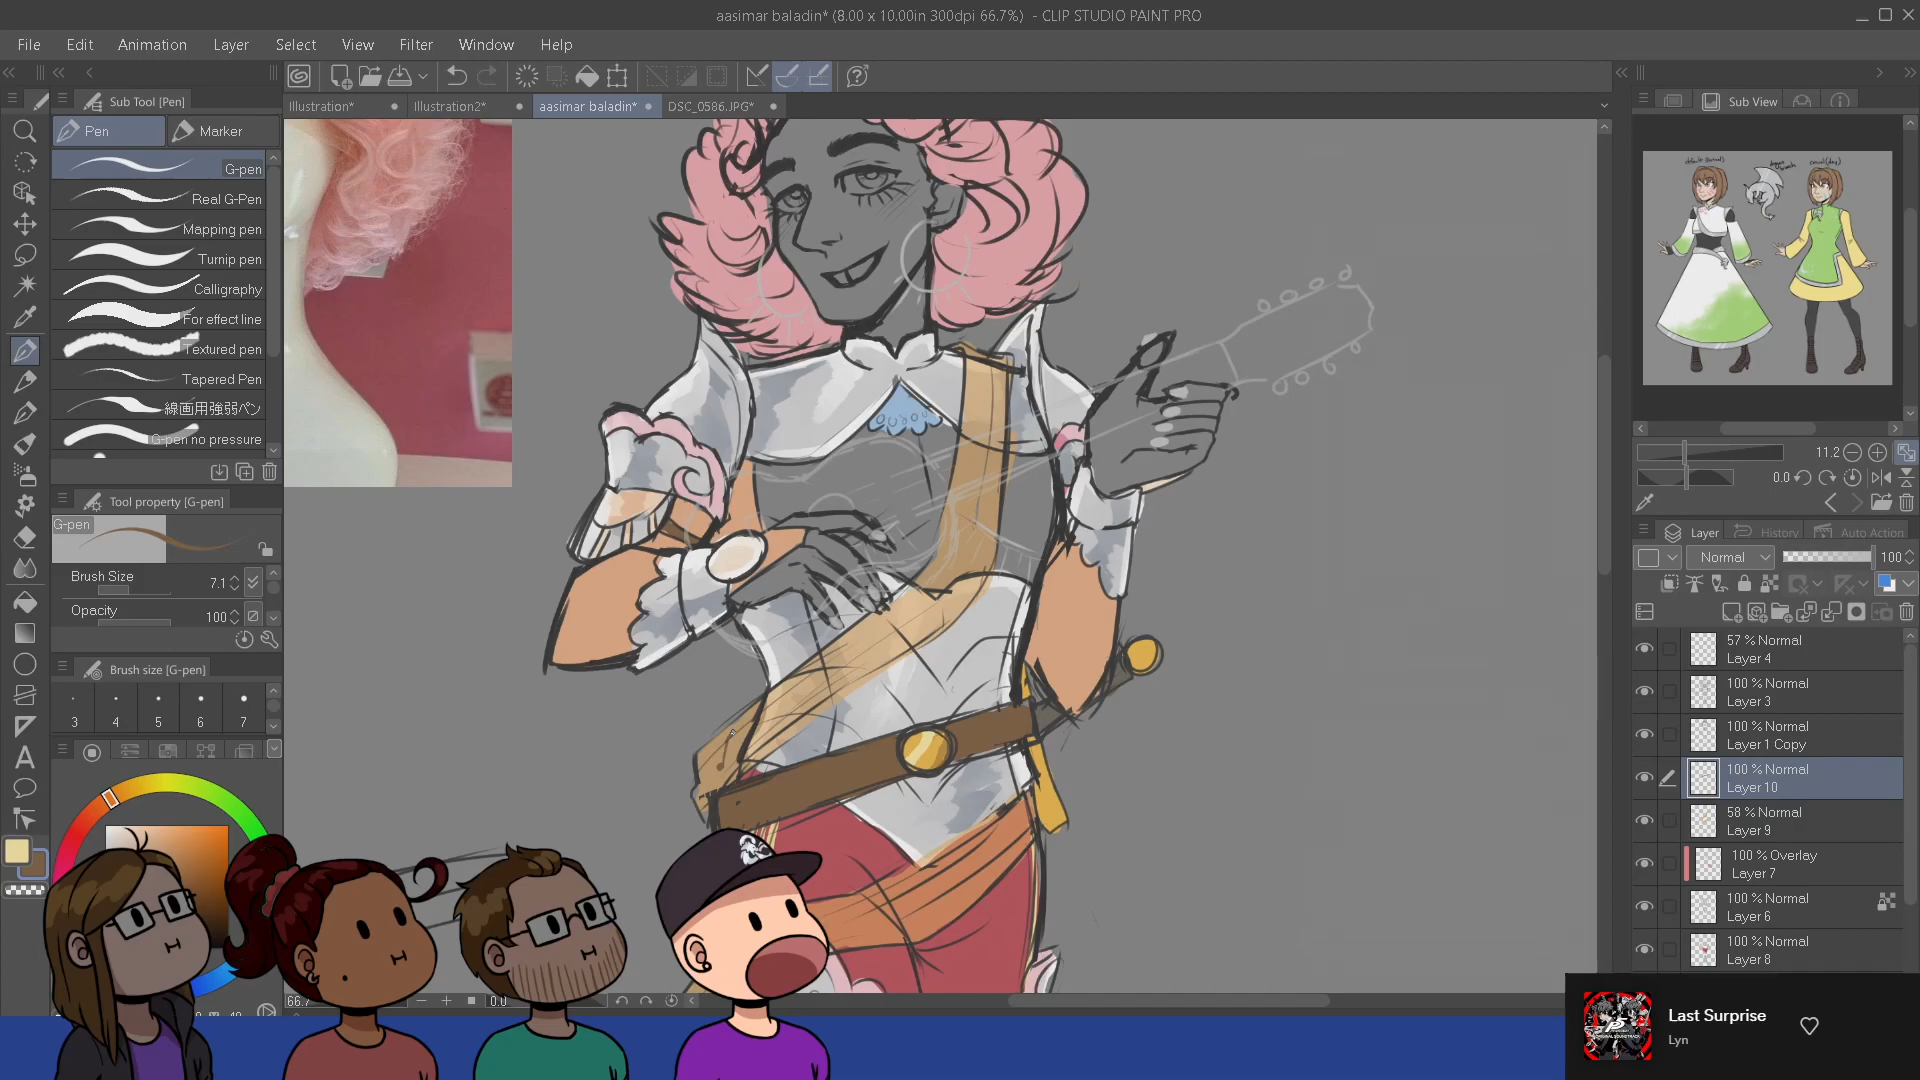 aasimar baladin* (8.00 x 10.00in 300dpi 66.7%) - CLIP STUDIO PAINT PRO
File Edit Animation Layer Select View Filter Window Help
Sub Tool [Pen]
Illustration* Illustration2* aasimar baladin* DSC_0586.JPG*
Sub View
Pen Marker
G-pen
Real G-Pen
Mapping pen
Turnip pen
Calligraphy
For effect line
Textured pen
Tapered Pen
線画用強弱ペン
G-pen no pressure
11.2
0.0
Tool property [G-pen]
G-pen
Brush Size 7.1
Opacity 100
Brush size [G-pen]
3 4 5 6 7
Layer History Auto Action
Normal 100
57 % Normal
Layer 4
100 % Normal
Layer 3
100 % Normal
Layer 1 Copy
100 % Normal
Layer 10
58 % Normal
Layer 9
100 % Overlay
Layer 7
100 % Normal
Layer 6
100 % Normal
Layer 8
66.7
0.0
Last Surprise
Lyn